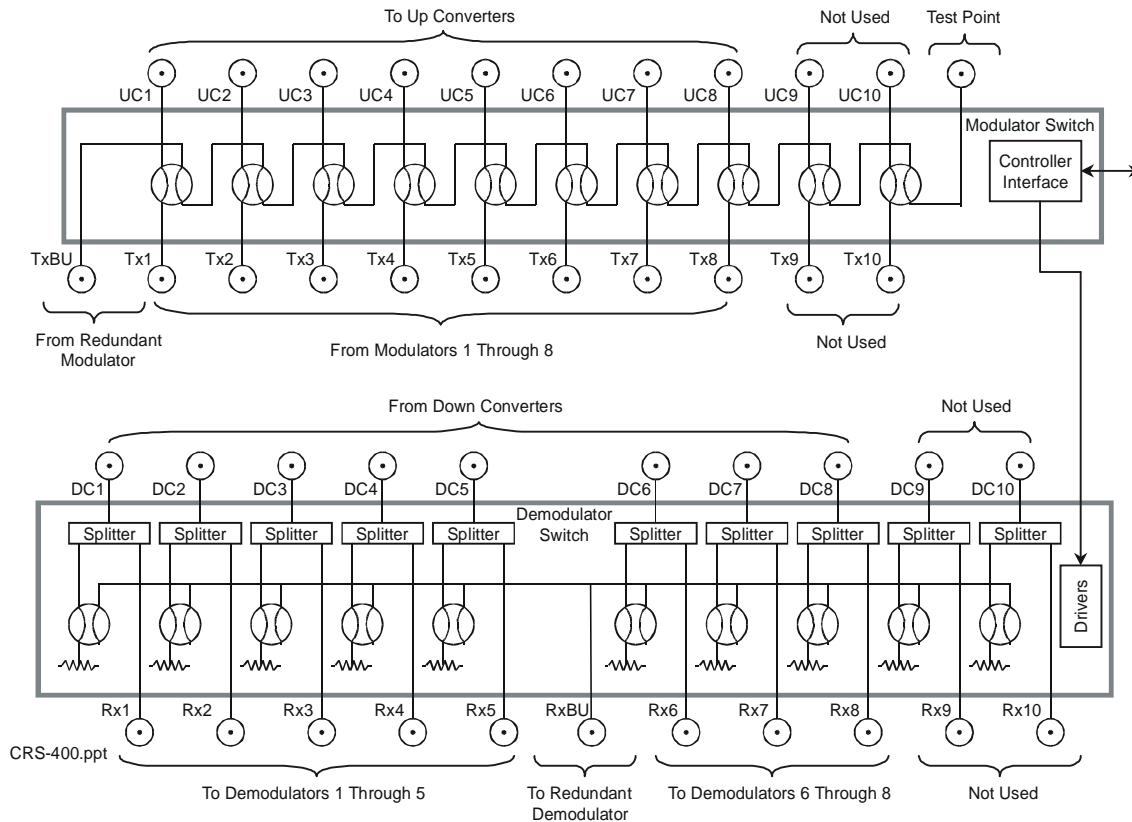 To Up Converters
Not Used
Test Point
UC1 UC2 UC3 UC4 UC5 UC6 UC7 UC8 UC9 UC10
Modulator Switch
Controller
Interface
TxBU Tx1 Tx2 Tx3 Tx4 Tx5 Tx6 Tx7 Tx8 Tx9 Tx10
From Redundant
Modulator
From Modulators 1 Through 8
Not Used
From Down Converters
Not Used
DC1 DC2 DC3 DC4 DC5 DC6 DC7 DC8 DC9 DC10
Demodulator
Switch
Splitter Splitter Splitter Splitter Splitter Splitter Splitter Splitter Splitter Splitter
Drivers
Rx1 Rx2 Rx3 Rx4 Rx5 RxBU Rx6 Rx7 Rx8 Rx9 Rx10
CRS-400.ppt
To Demodulators 1 Through 5
To Redundant
Demodulator
To Demodulators 6 Through 8
Not Used